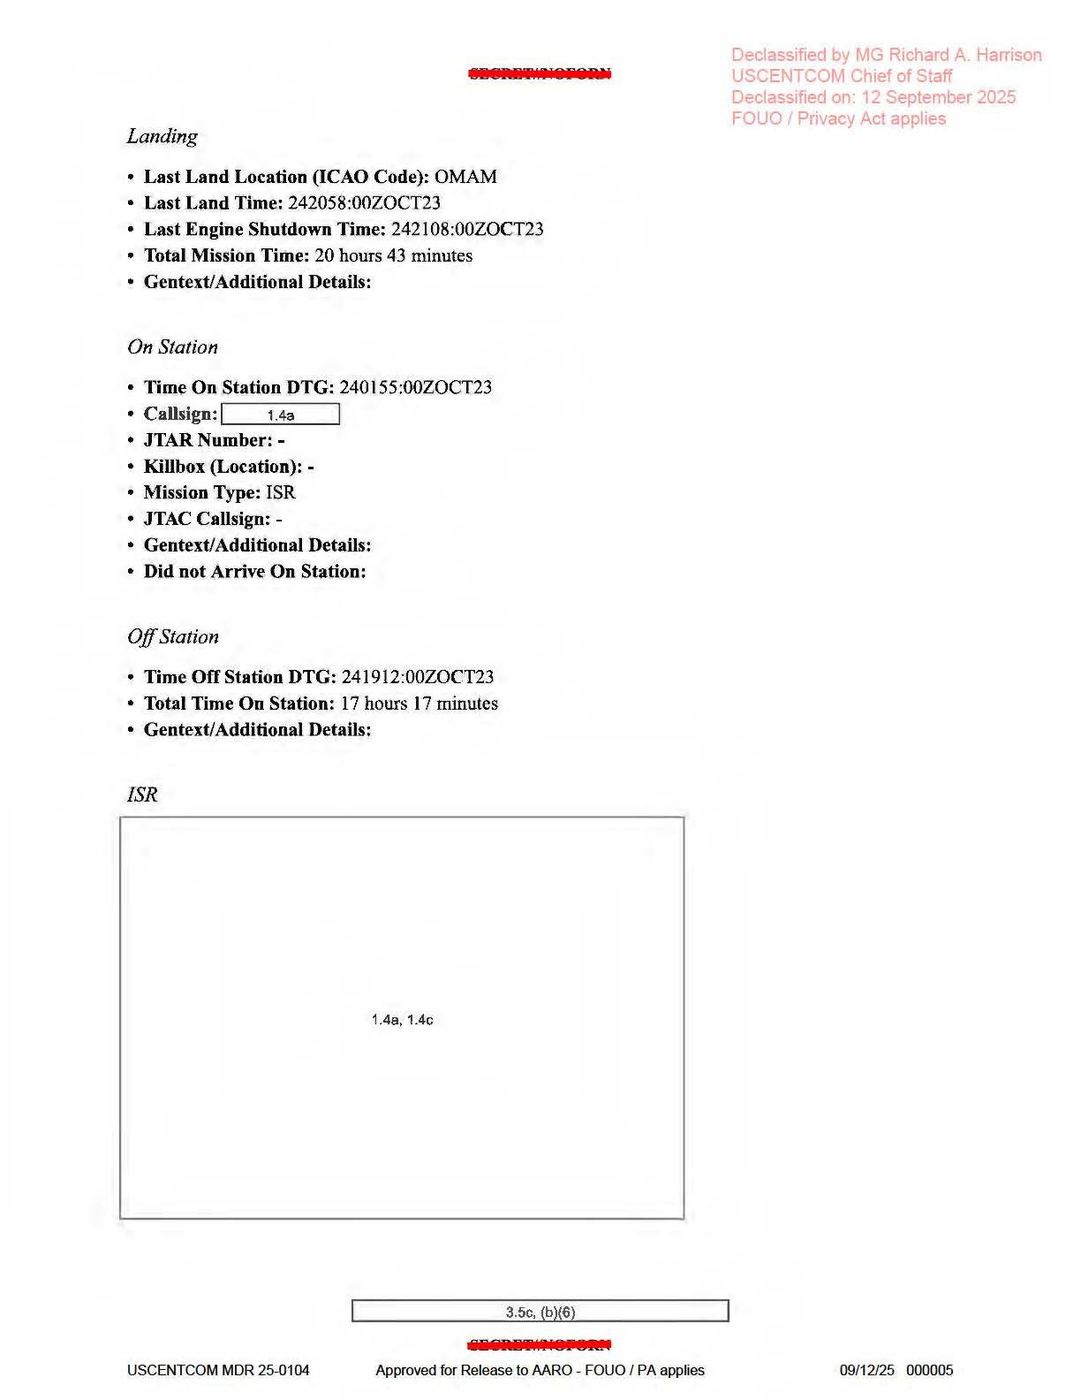 SECRET//NOFORN
Declassified by MG Richard A. Harrison
USCENTCOM Chief of Staff
Declassified on: 12 September 2025
FOUO / Privacy Act applies
Landing
• Last Land Location (ICAO Code): OMAM
• Last Land Time: 242058:00ZOCT23
• Last Engine Shutdown Time: 242108:00ZOCT23
• Total Mission Time: 20 hours 43 minutes
• Gentext/Additional Details:
On Station
• Time On Station DTG: 240155:00ZOCT23
• Callsign: 1.4a
• JTAR Number: -
• Killbox (Location): -
• Mission Type: ISR
• JTAC Callsign: -
• Gentext/Additional Details:
• Did not Arrive On Station:
Off Station
• Time Off Station DTG: 241912:00ZOCT23
• Total Time On Station: 17 hours 17 minutes
• Gentext/Additional Details:
ISR
1.4a, 1.4c
3.5c, (b)(6)
SECRET//NOFORN
USCENTCOM MDR 25-0104 Approved for Release to AARO - FOUO / PA applies 09/12/25 000005